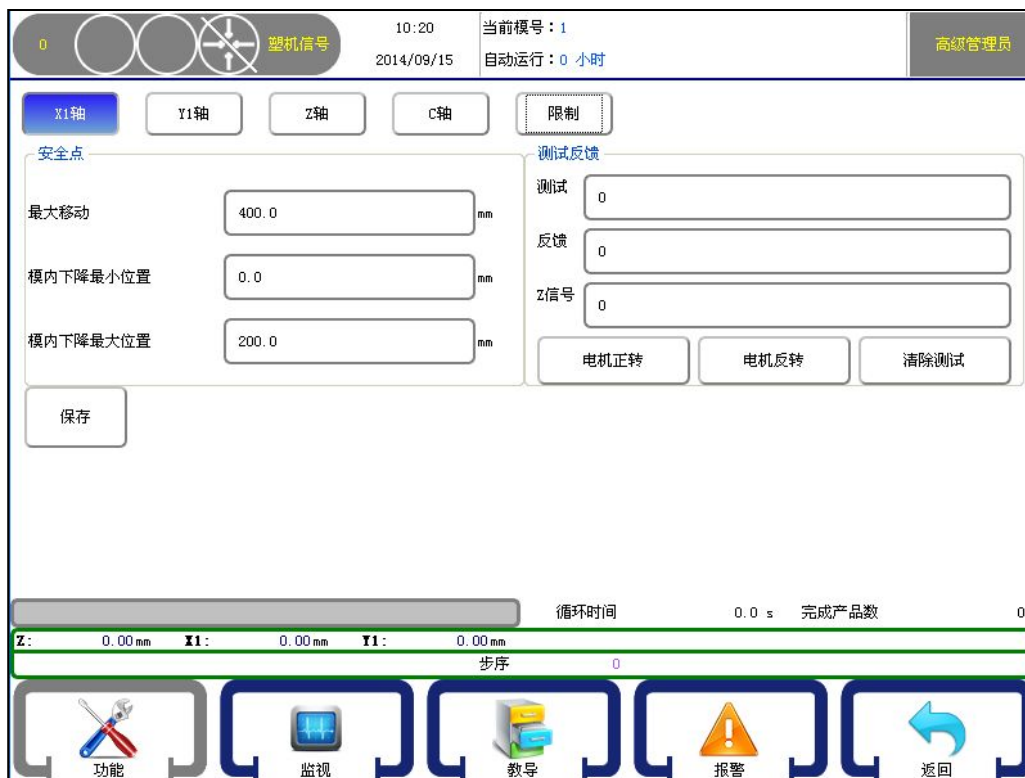 0 塑机信号 10:20 当前模号：1 高级管理员
2014/09/15 自动运行：0 小时
X1轴 Y1轴 Z轴 C轴 限制
安全点
最大移动 400.0 mm
模内下降最小位置 0.0 mm
模内下降最大位置 200.0 mm
测试反馈
测试 0
反馈 0
Z信号 0
电机正转 电机反转 清除测试
保存
循环时间 0.0 s 完成产品数 0
Z: 0.00mm X1: 0.00mm Y1: 0.00mm
步序 0
功能 监视 教导 报警 返回